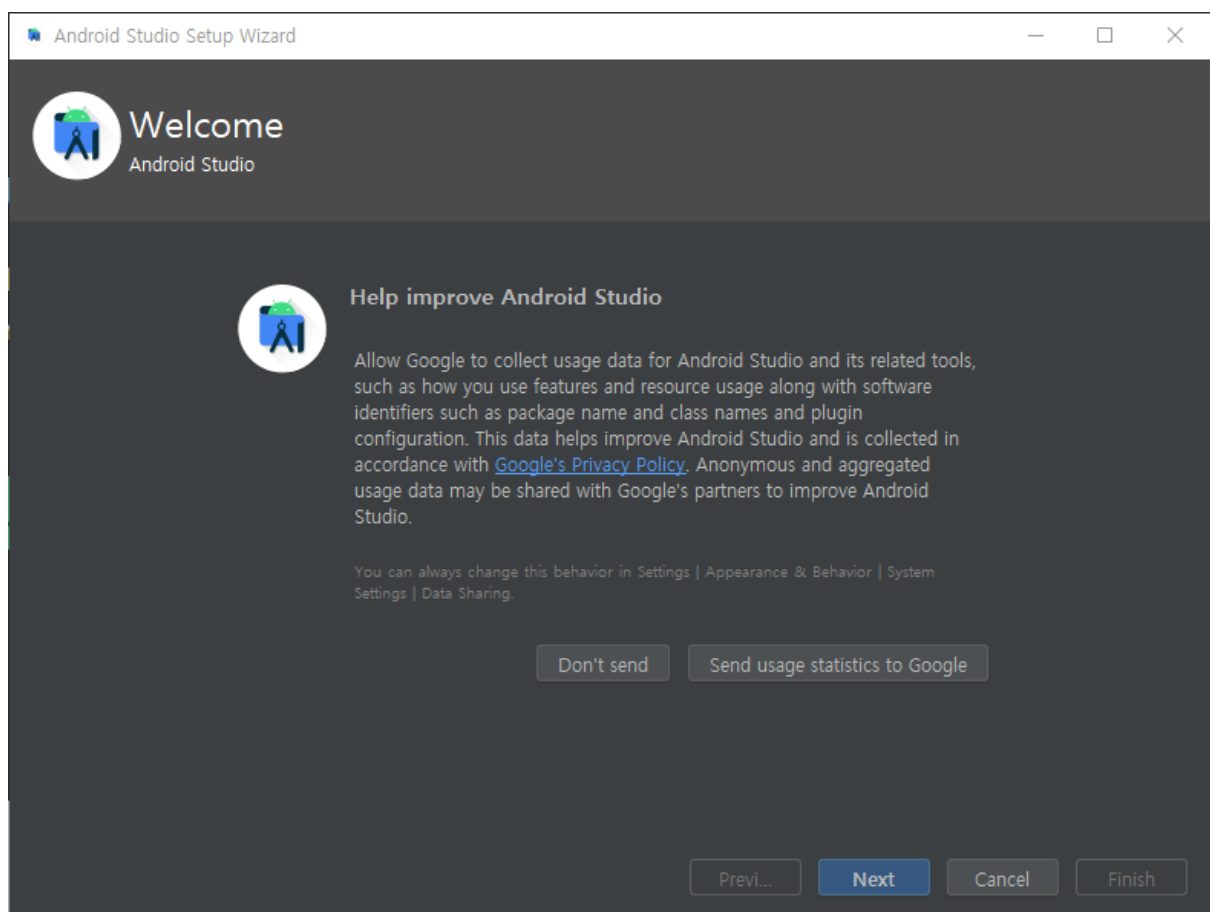 Android Studio Setup Wizard
Welcome
Android Studio
Help improve Android Studio
Allow Google to collect usage data for Android Studio and its related tools,
such as how you use features and resource usage along with software
identifiers such as package name and class names and plugin
configuration. This data helps improve Android Studio and is collected in
accordance with Google's Privacy Policy. Anonymous and aggregated
usage data may be shared with Google's partners to improve Android
Studio.
You can always change this behavior in Settings | Appearance & Behavior | System
Settings | Data Sharing.
Don't send
Send usage statistics to Google
Previ...
Next
Cancel
Finish